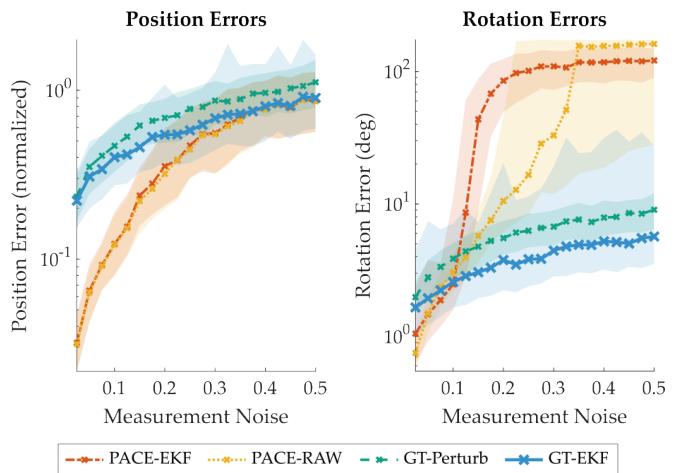 Position Errors
Rotation Errors
Position Error (normalized)
10^0
10^-1
0.1 0.2 0.3 0.4 0.5
Measurement Noise
Rotation Error (deg)
10^2
10^1
10^0
0.1 0.2 0.3 0.4 0.5
Measurement Noise
PACE-EKF PACE-RAW GT-Perturb GT-EKF